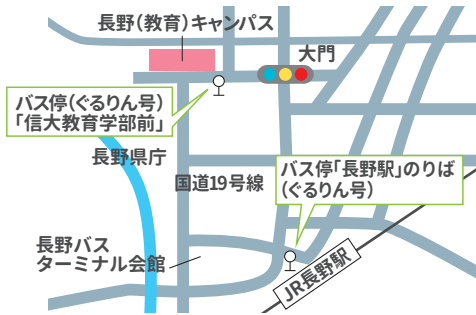 長野（教育）キャンパス
大門
バス停（ぐるりん号）
「信大教育学部前」
長野県庁
国道19号線
バス停「長野駅」のりば
（ぐるりん号）
長野バス
ターミナル会館
JR長野駅